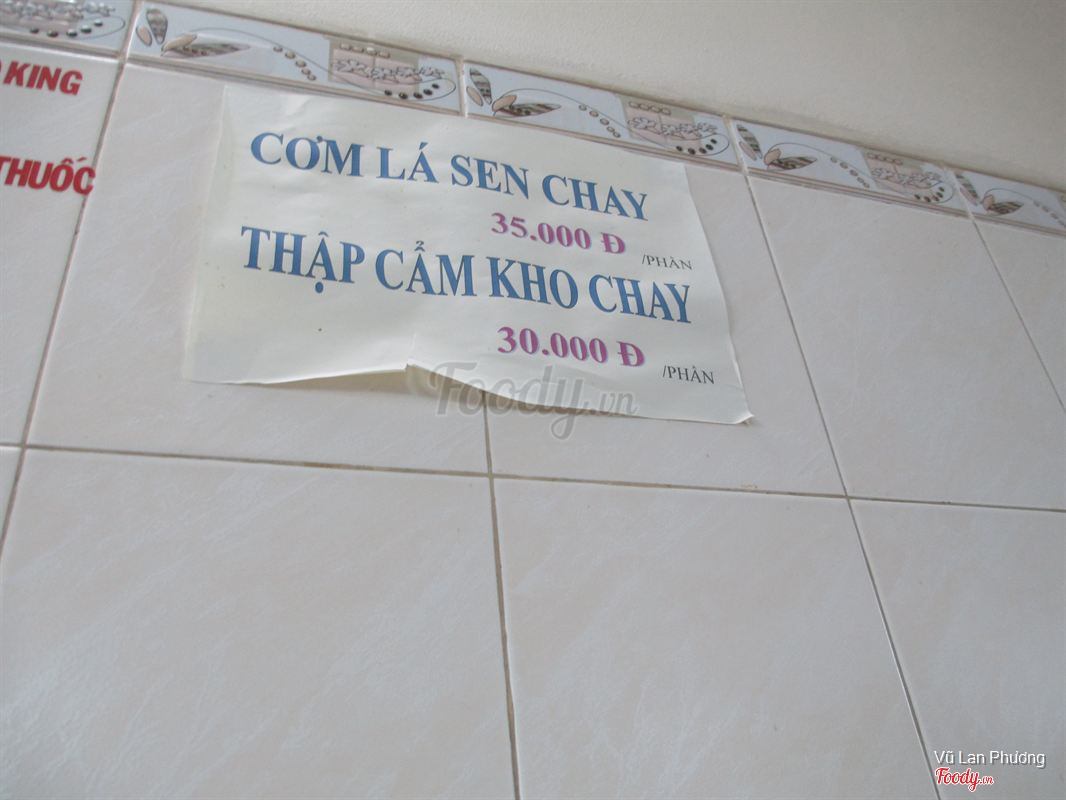 KING
THUỐC
CƠM LÁ SEN CHAY
35.000 Đ
/PHẦN
THẬP CẨM KHO CHAY
30.000 Đ
/PHẦN
Foody.vn
Vũ Lan Phương
Foody.vn